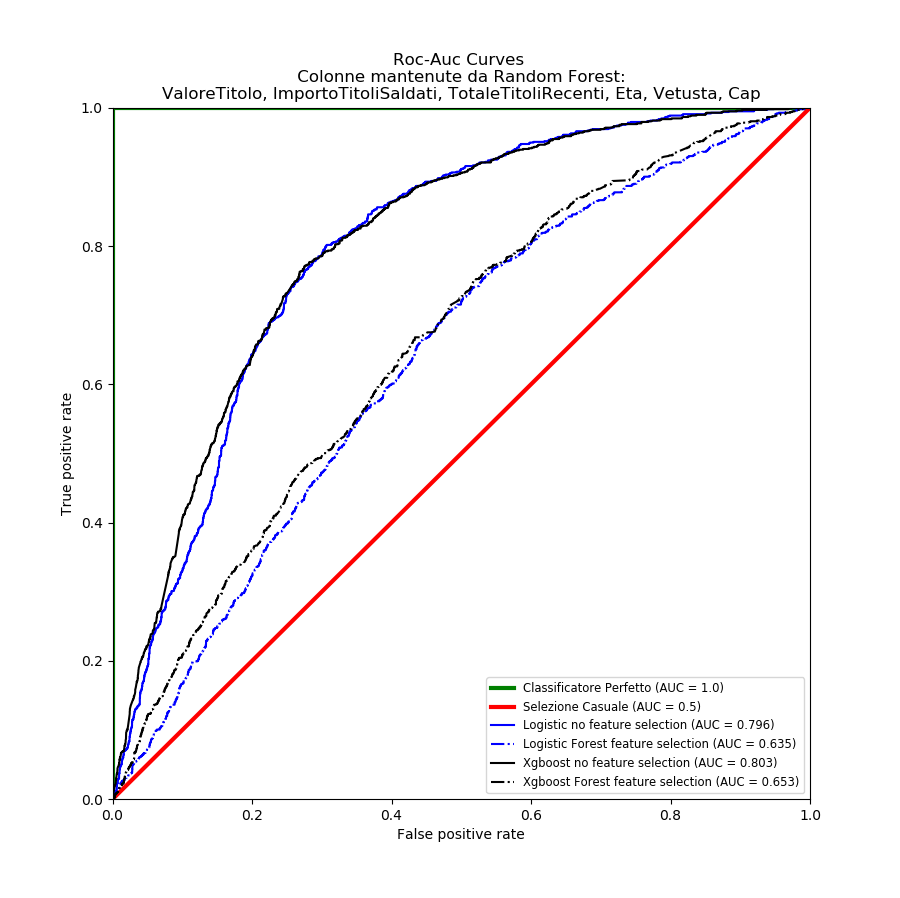 Roc-Auc Curves
Colonne mantenute da Random Forest:
ValoreTitolo, ImportoTitoliSaldati, TotaleTitoliRecenti, Eta, Vetusta, Cap
1.0
0.8
0.6
0.4
0.2
0.0
True positive rate
0.0 0.2 0.4 0.6 0.8 1.0
False positive rate
Classificatore Perfetto (AUC = 1.0)
Selezione Casuale (AUC = 0.5)
Logistic no feature selection (AUC = 0.796)
Logistic Forest feature selection (AUC = 0.635)
Xgboost no feature selection (AUC = 0.803)
Xgboost Forest feature selection (AUC = 0.653)